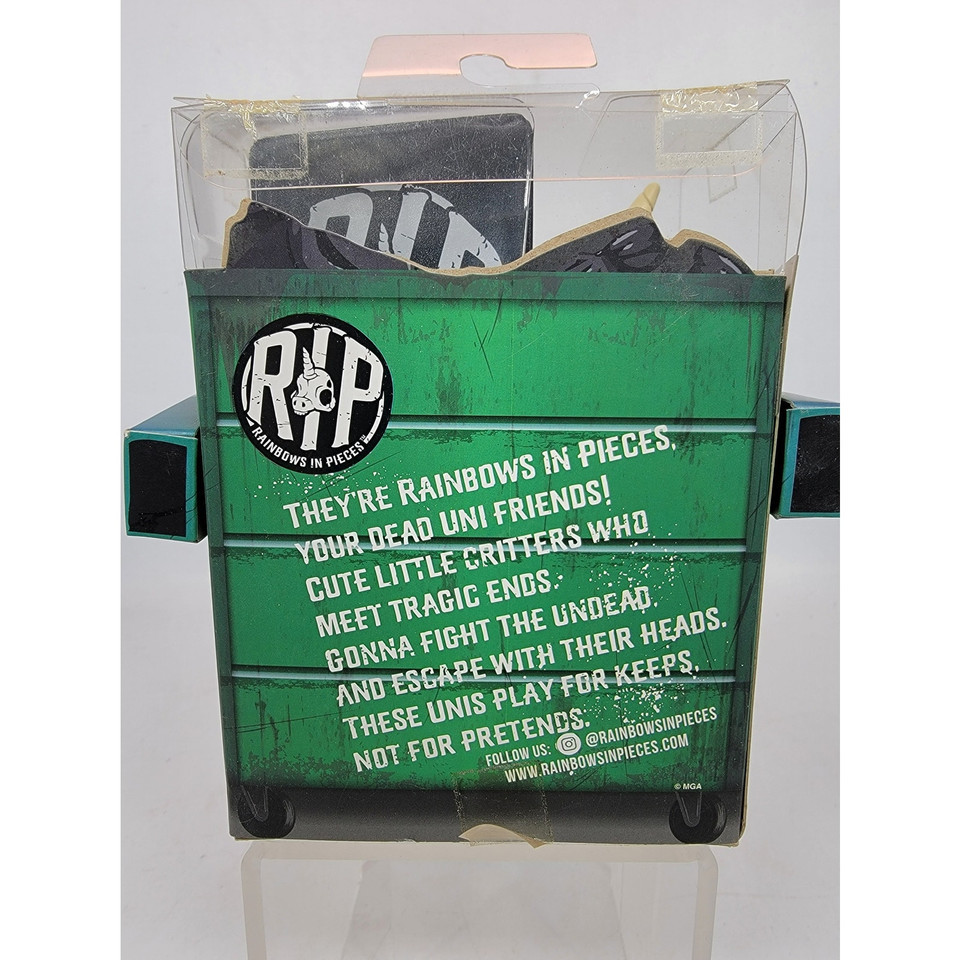 RIP
RIP
RAINBOWS IN PIECES™
THEY'RE RAINBOWS IN PIECES,
YOUR DEAD UNI FRIENDS!
CUTE LITTLE CRITTERS WHO
MEET TRAGIC ENDS.
GONNA FIGHT THE UNDEAD,
AND ESCAPE WITH THEIR HEADS.
THESE UNIS PLAY FOR KEEPS,
NOT FOR PRETENDS.
FOLLOW US: @RAINBOWSINPIECES
WWW.RAINBOWSINPIECES.COM
© MGA